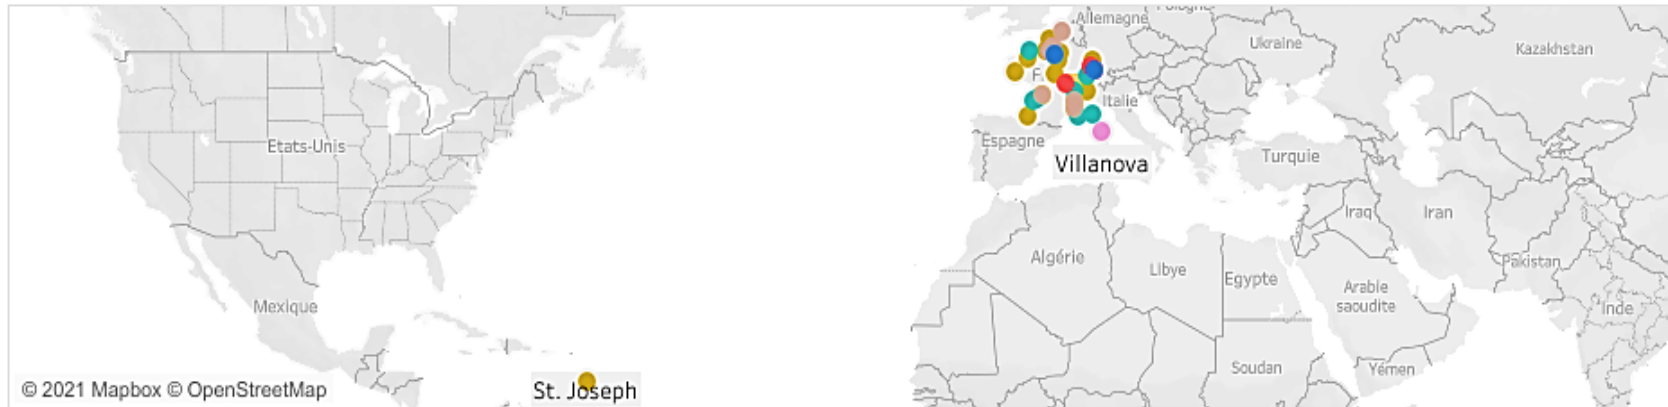 Allemagne
Pologne
Ukraine
Kazakhstan
F.
Italie
Etats-Unis
Espagne
Villanova
Turquie
Iraq
Iran
Algérie
Libye
Egypte
Pakistan
Arabie
saoudite
Mexique
Inde
Soudan
Yémen
© 2021 Mapbox © OpenStreetMap
St. Joseph